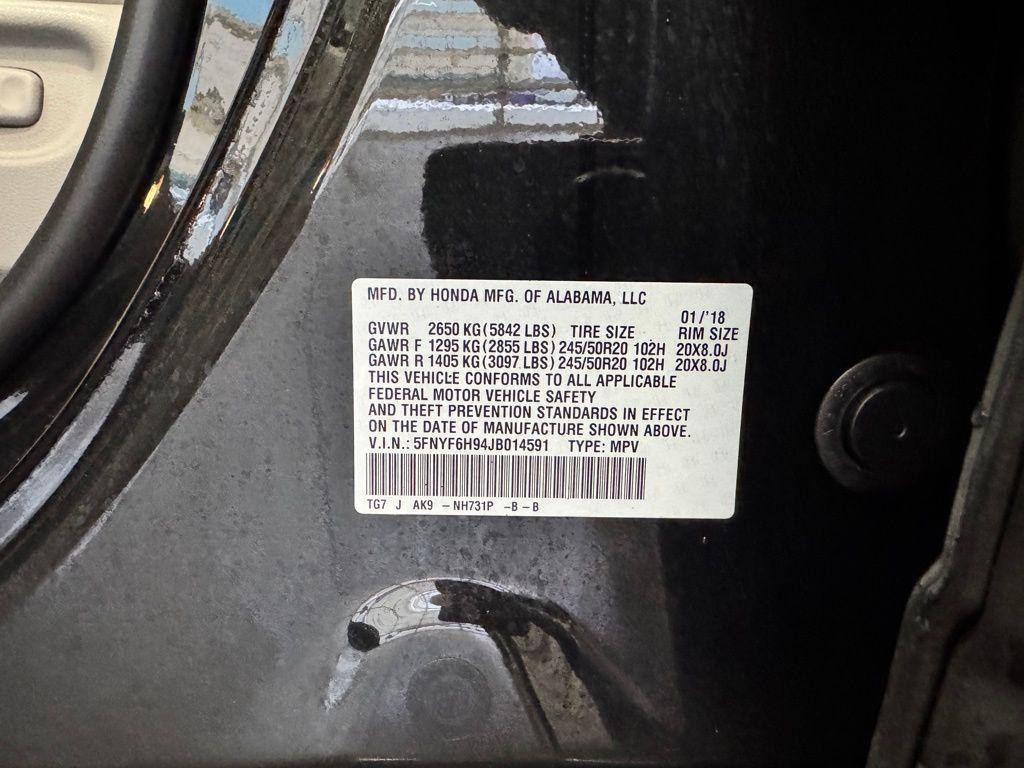 MFD. BY HONDA MFG. OF ALABAMA, LLC
01/'18
GVWR 2650 KG(5842 LBS) TIRE SIZE RIM SIZE
GAWR F 1295 KG(2855 LBS) 245/50R20 102H 20X8.0J
GAWR R 1405 KG(3097 LBS) 245/50R20 102H 20X8.0J
THIS VEHICLE CONFORMS TO ALL APPLICABLE
FEDERAL MOTOR VEHICLE SAFETY
AND THEFT PREVENTION STANDARDS IN EFFECT
ON THE DATE OF MANUFACTURE SHOWN ABOVE.
V.I.N.: 5FNYF6H94JB014591 TYPE: MPV
TG7 J AK9 -NH731P -B-B